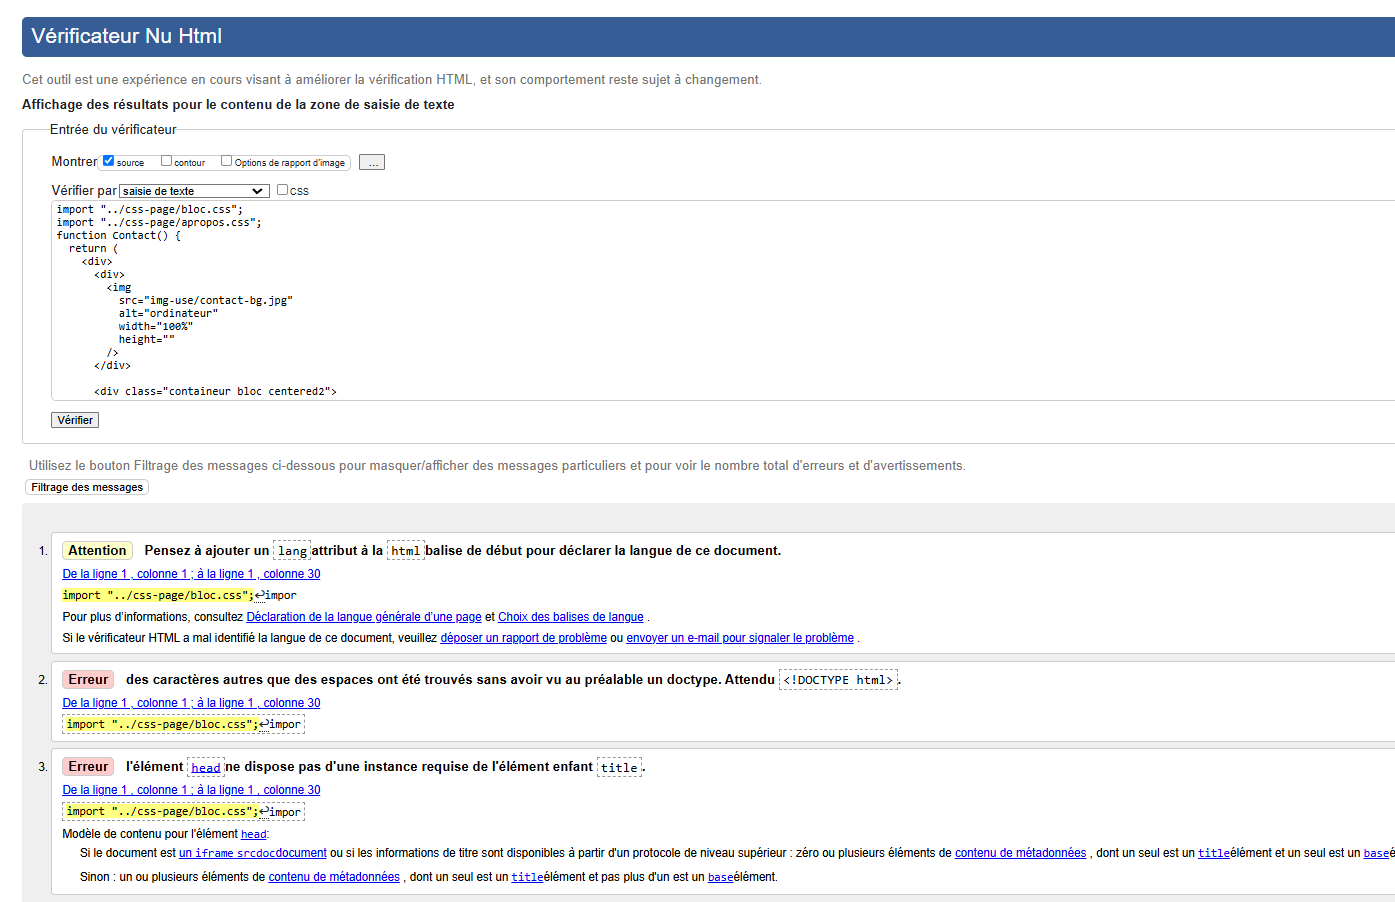 Vérificateur Nu Html
Cet outil est une expérience en cours visant à améliorer la vérification HTML, et son comportement reste sujet à changement.
Affichage des résultats pour le contenu de la zone de saisie de texte
Entrée du vérificateur
Montrer source contour Options de rapport d'image ...
Vérifier par saisie de texte css
import "../css-page/bloc.css";
import "../css-page/apropos.css";
function Contact() {
return (
<div>
<div>
<img
src="img-use/contact-bg.jpg"
alt="ordinateur"
width="100%"
height=""
/>
</div>
<div class="containeur bloc centered2">
Vérifier
Utilisez le bouton Filtrage des messages ci-dessous pour masquer/afficher des messages particuliers et pour voir le nombre total d'erreurs et d'avertissements.
Filtrage des messages
1. Attention Pensez à ajouter un lang attribut à la html balise de début pour déclarer la langue de ce document.
De la ligne 1 , colonne 1 ; à la ligne 1 , colonne 30
import "../css-page/bloc.css";↩impor
Pour plus d'informations, consultez Déclaration de la langue générale d'une page et Choix des balises de langue .
Si le vérificateur HTML a mal identifié la langue de ce document, veuillez déposer un rapport de problème ou envoyer un e-mail pour signaler le problème .
2. Erreur des caractères autres que des espaces ont été trouvés sans avoir vu au préalable un doctype. Attendu <!DOCTYPE html>.
De la ligne 1 , colonne 1 ; à la ligne 1 , colonne 30
import "../css-page/bloc.css";↩impor
3. Erreur l'élément head ne dispose pas d'une instance requise de l'élément enfant title.
De la ligne 1 , colonne 1 ; à la ligne 1 , colonne 30
import "../css-page/bloc.css";↩impor
Modèle de contenu pour l'élément head:
Si le document est un iframe srcdocdocument ou si les informations de titre sont disponibles à partir d'un protocole de niveau supérieur : zéro ou plusieurs éléments de contenu de métadonnées , dont un seul est un titleélément et un seul est un baseé
Sinon : un ou plusieurs éléments de contenu de métadonnées , dont un seul est un titleélément et pas plus d'un est un baseélément.